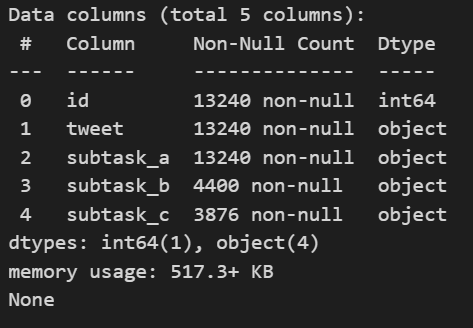 Data columns (total 5 columns):
 #   Column     Non-Null Count  Dtype
---  ------     --------------  -----
 0   id         13240 non-null  int64
 1   tweet      13240 non-null  object
 2   subtask_a  13240 non-null  object
 3   subtask_b  4400 non-null   object
 4   subtask_c  3876 non-null   object
dtypes: int64(1), object(4)
memory usage: 517.3+ KB
None